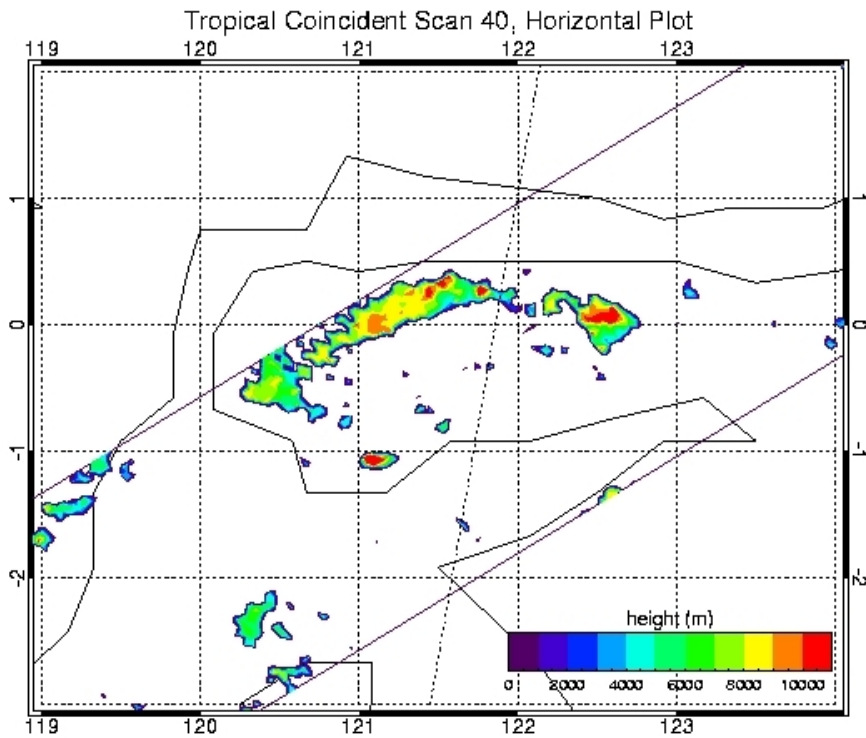 Tropical Coincident Scan 40, Horizontal Plot
119 120 121 122 123
1 1
0 0
-1 -1
-2 -2
height (m)
0 2000 4000 6000 8000 10000
119 120 121 122 123